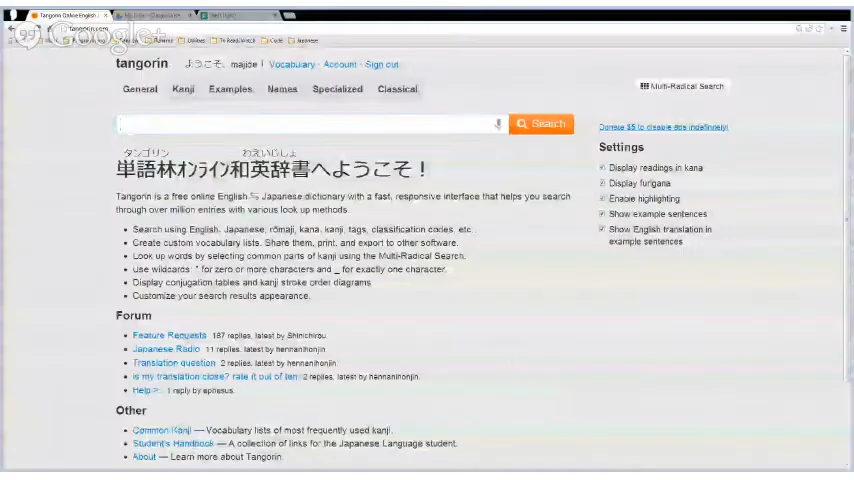 Tangorin Online English
tangorin.com
Google+
tangorin ようこそ、majide | Vocabulary · Account · Sign out
General Kanji Examples Names Specialized Classical
Multi-Radical Search
Search
Donate $5 to disable ads indefinitely!
Settings
Display readings in kana
Display furigana
Enable highlighting
Show example sentences
Show English translation in
example sentences
タンゴリン わえいじしょ
単語林オンライン和英辞書へようこそ！
Tangorin is a free online English ⇆ Japanese dictionary with a fast, responsive interface that helps you search
through over million entries with various look up methods.
• Search using English, Japanese, rōmaji, kana, kanji, tags, classification codes, etc.
• Create custom vocabulary lists. Share them, print, and export to other software.
• Look up words by selecting common parts of kanji using the Multi-Radical Search.
• Use wildcards: * for zero or more characters and _ for exactly one character.
• Display conjugation tables and kanji stroke order diagrams
• Customize your search results appearance.
Forum
• Feature Requests 187 replies, latest by Shinichirou.
• Japanese Radio 11 replies, latest by hennanihonjin.
• Translation question 2 replies, latest by hennanihonjin.
• is my translation close? rate it out of ten 2 replies, latest by hennanihonjin.
• Help >. 1 reply by ephesus.
Other
• Common Kanji — Vocabulary lists of most frequently used kanji.
• Student's Handbook — A collection of links for the Japanese Language student.
• About — Learn more about Tangorin.